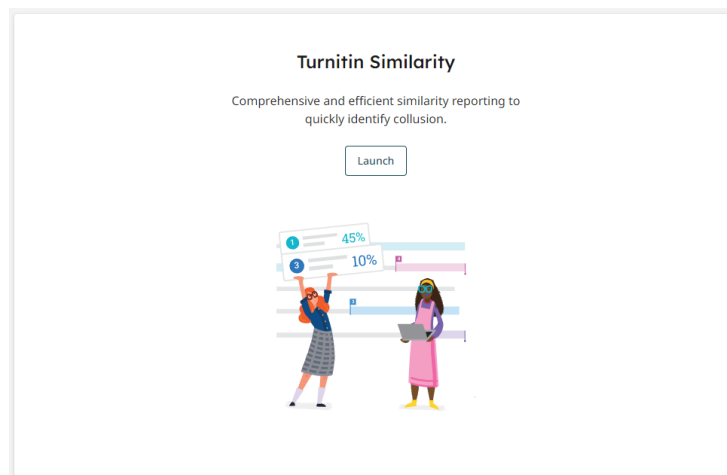 Turnitin Similarity
Comprehensive and efficient similarity reporting to
quickly identify collusion.
Launch
1 45%
3 10%